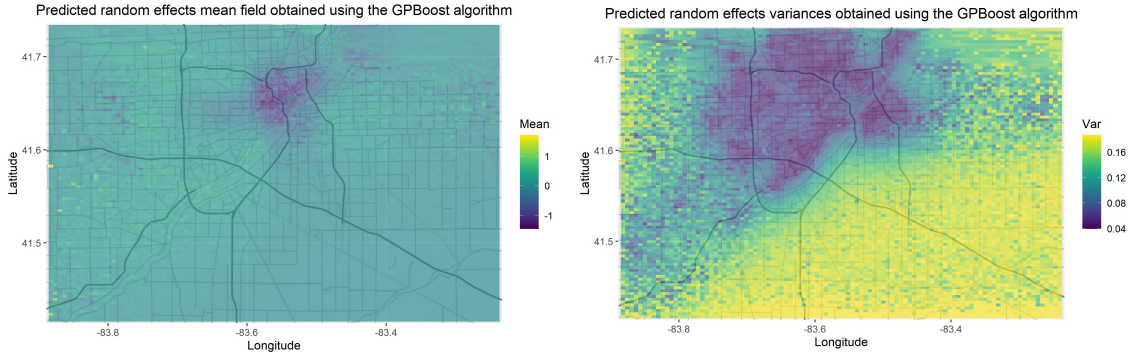 Predicted random effects mean field obtained using the GPBoost algorithm
41.7
41.6
41.5
Latitude
-83.8
-83.6
-83.4
Longitude
Mean
1
0
-1
Predicted random effects variances obtained using the GPBoost algorithm
41.7
41.6
41.5
Latitude
-83.8
-83.6
-83.4
Longitude
Var
0.16
0.12
0.08
0.04